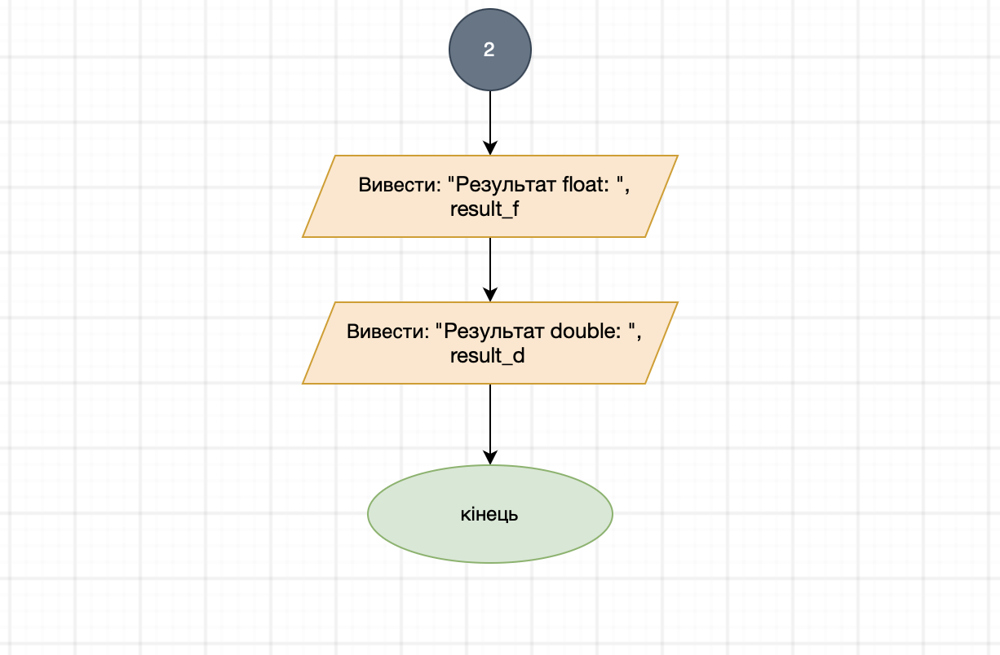 2
Вивести: "Результат float: ",
result_f
Вивести: "Результат double: ",
result_d
кінець